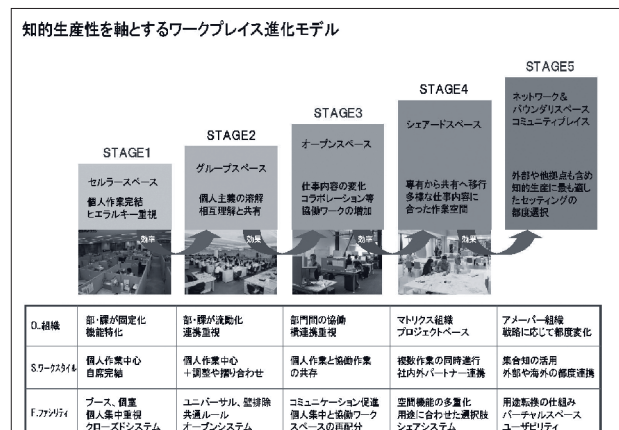 知的生産性を軸とするワークプレイス進化モデル
STAGE1
セルラースペース
個人作業完結
ヒエラルキー重視
効率
STAGE2
グループスペース
個人主義の溶解
相互理解と共有
効果
STAGE3
オープンスペース
仕事内容の変化
コラボレーション等
協働ワークの増加
効率
STAGE4
シェアードスペース
専有から共有へ移行
多様な仕事内容に
合った作業空間
効果
STAGE5
ネットワーク&
バウンダリスペース
コミュニティプレイス
外部や他拠点も含め
知的生産に最も適し
たセッティングの
都度選択
O..組織
部・課が固定化
機能特化
部・課が流動化
連携重視
部門間の協働
横連携重視
マトリクス組織
プロジェクトベース
アメーバー組織
戦略に応じて都度変化
S.ワークスタイル
個人作業中心
自席完結
個人作業中心
+調整や摺り合わせ
個人作業と協働作業
の共存
複数作業の同時進行
社内外パートナー連携
集合知の活用
外部や海外の都度連携
F.ファシリティ
ブース、個室
個人集中重視
クローズドシステム
ユニバーサル、壁排除
共通ルール
オープンシステム
コミュニケーション促進
個人集中と協働ワーク
スペースの再配分
空間機能の多重化
用途に合わせた選択肢
シェアシステム
用途転換の仕組み
バーチャルスペース
ユーザビリティ